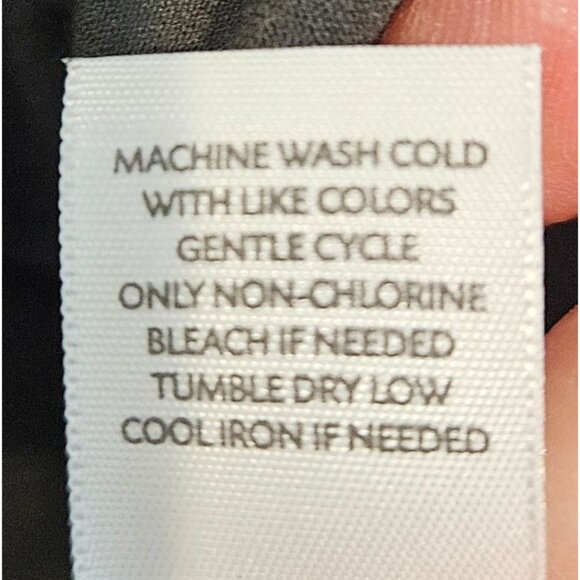 MACHINE WASH COLD
WITH LIKE COLORS
GENTLE CYCLE
ONLY NON-CHLORINE
BLEACH IF NEEDED
TUMBLE DRY LOW
COOL IRON IF NEEDED